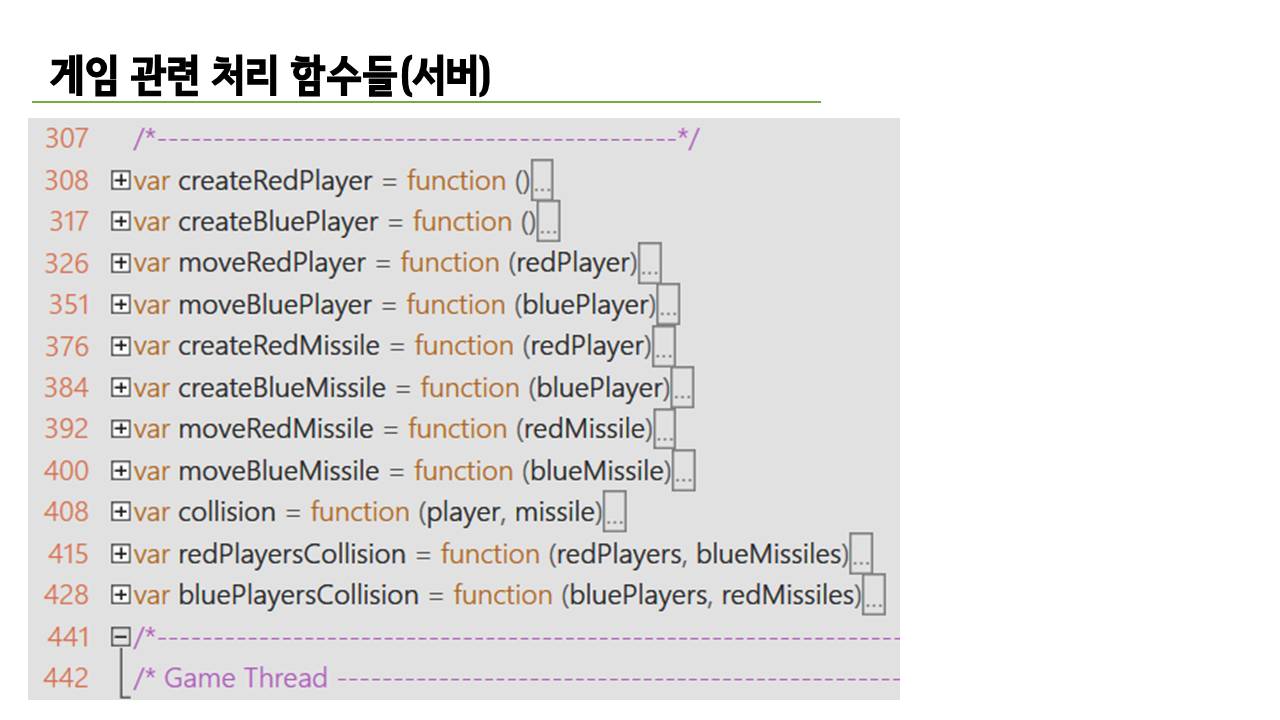 게임 관련 처리 함수들(서버)
307 /*--------------------------------------------*/
308 var createRedPlayer = function ()...
317 var createBluePlayer = function ()...
326 var moveRedPlayer = function (redPlayer)...
351 var moveBluePlayer = function (bluePlayer)...
376 var createRedMissile = function (redPlayer)...
384 var createBlueMissile = function (bluePlayer)...
392 var moveRedMissile = function (redMissile)...
400 var moveBlueMissile = function (blueMissile)...
408 var collision = function (player, missile)...
415 var redPlayersCollision = function (redPlayers, blueMissiles)...
428 var bluePlayersCollision = function (bluePlayers, redMissiles)...
441 /*---------------------------------------------------------------
442 /* Game Thread ------------------------------------------------